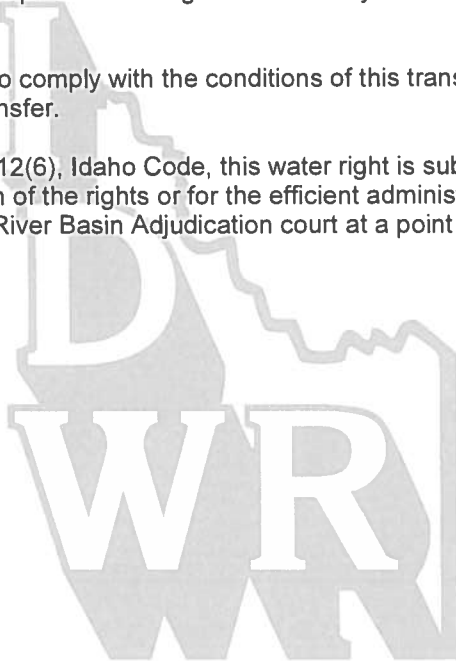 o comply with the conditions of this trans
nsfer.
12(6), Idaho Code, this water right is sub
n of the rights or for the efficient adminis
River Basin Adjudication court at a point
I
D
WR